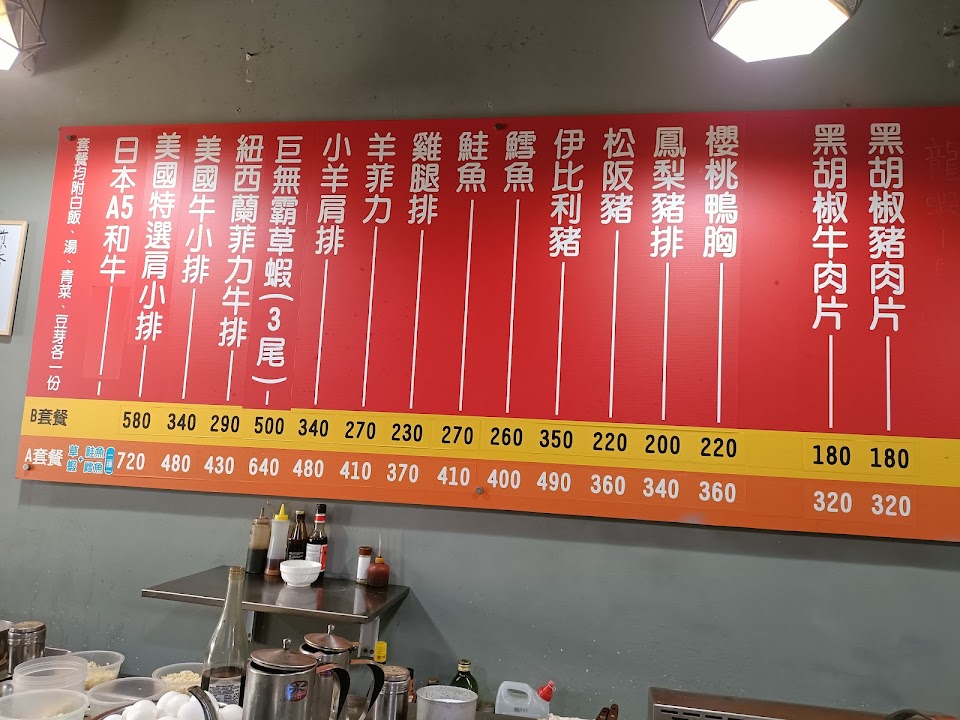 黑胡椒豬肉片
黑胡椒牛肉片
櫻桃鴨胸
鳳梨豬排
松阪豬
伊比利豬
鱈魚
鮭魚
雞腿排
羊菲力
小羊肩排
巨無霸草蝦(3尾)
紐西蘭菲力牛排
美國牛小排
美國特選肩小排
日本A5和牛
套餐均附白飯、湯、青菜、豆芽各一份
B套餐 580 340 290 500 340 270 230 270 260 350 220 200 220 180 180
A套餐 草蝦+鮭魚 鱈魚 720 480 430 640 480 410 370 410 400 490 360 340 360 320 320